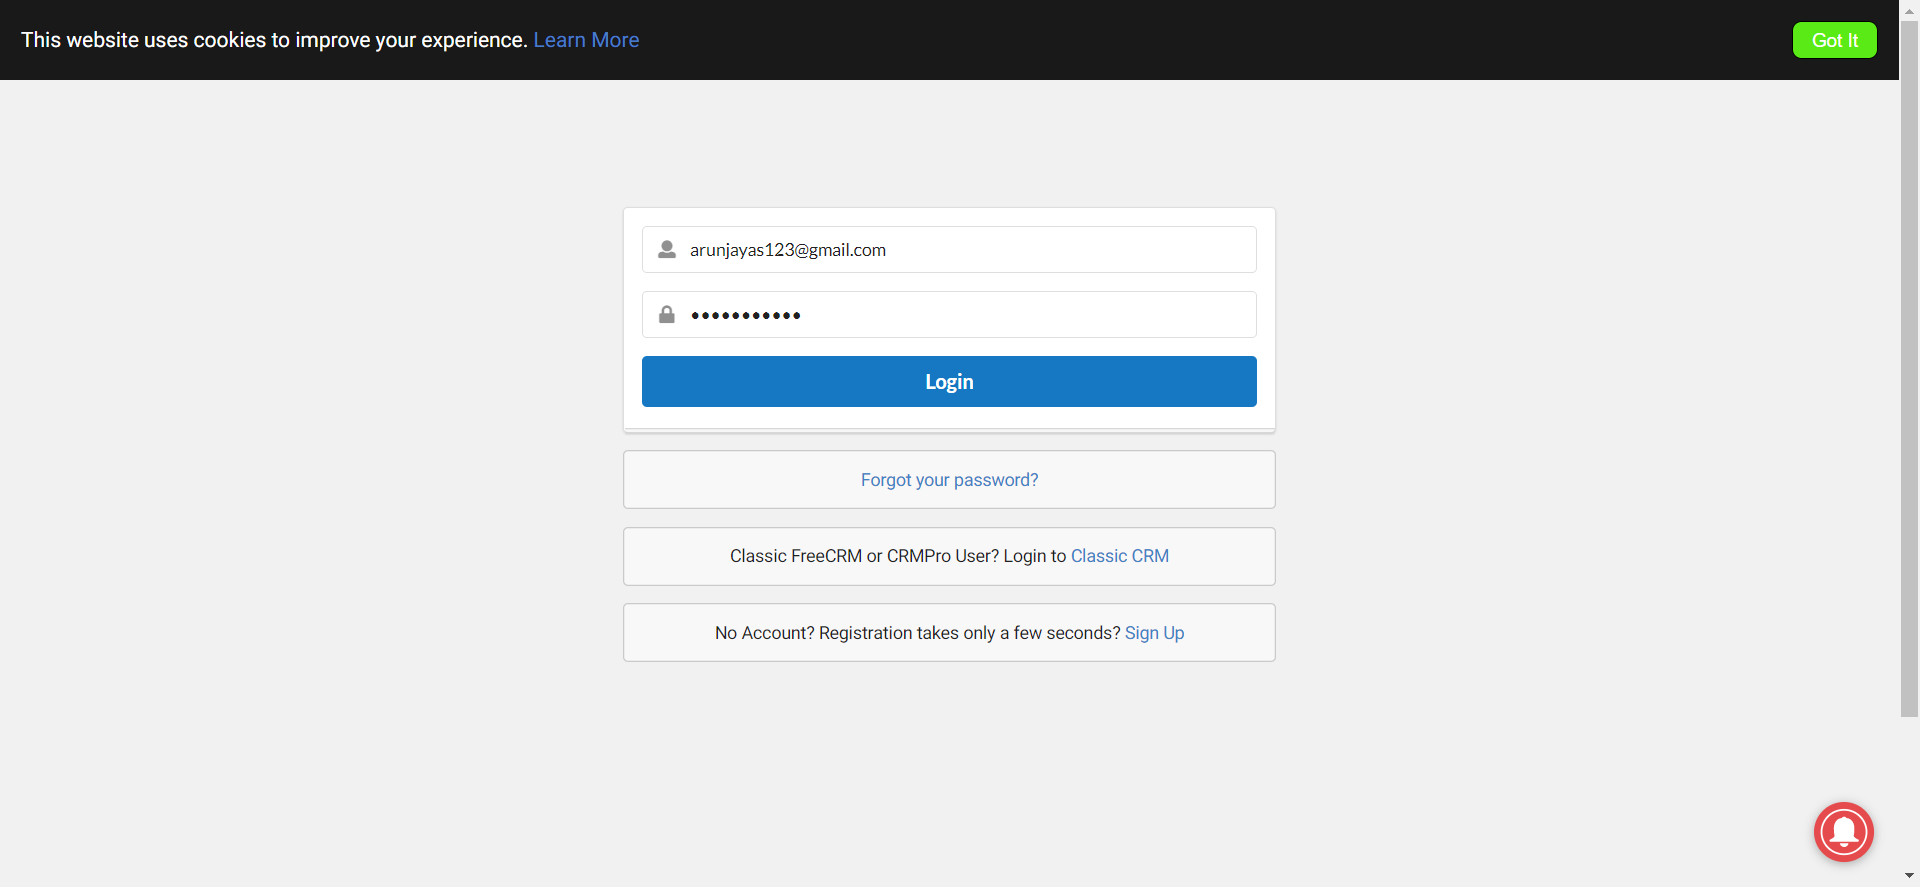 This website uses cookies to improve your experience. Learn More
Got It
arunjayas123@gmail.com
•••••••••••
Login
Forgot your password?
Classic FreeCRM or CRMPro User? Login to Classic CRM
No Account? Registration takes only a few seconds? Sign Up